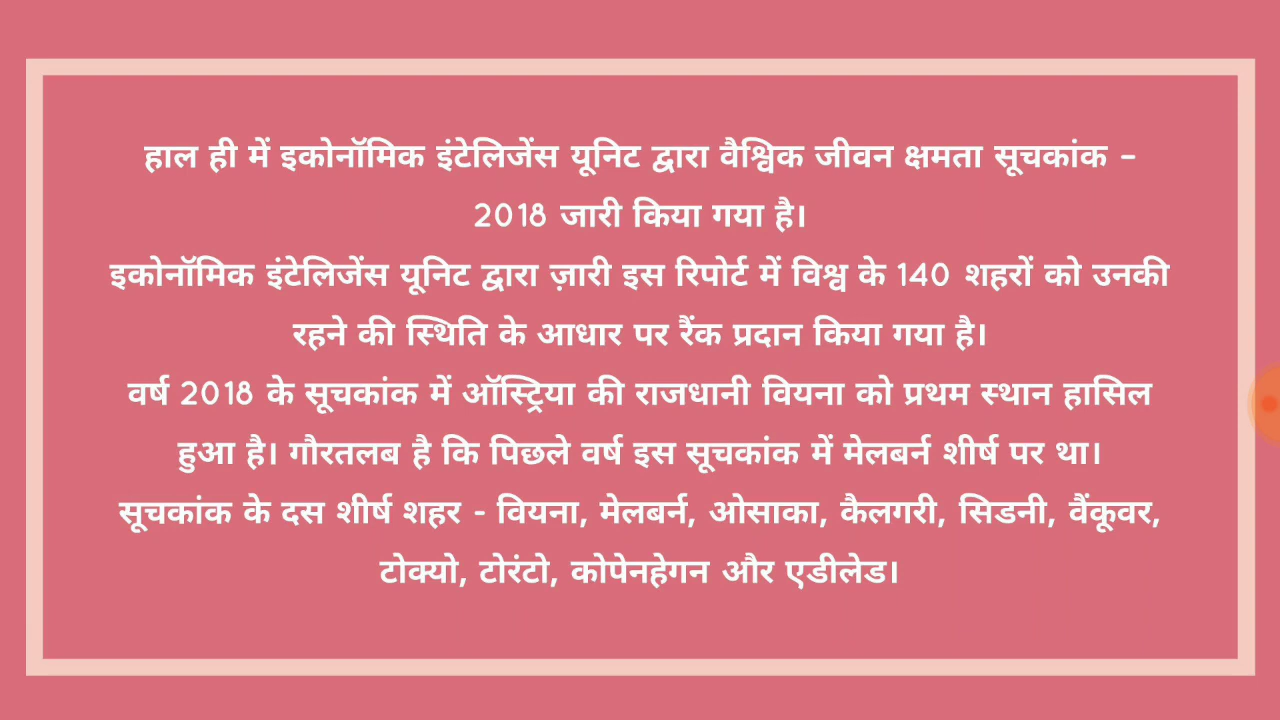 हाल ही में इकोनॉमिक इंटेलिजेंस यूनिट द्वारा वैश्विक जीवन क्षमता सूचकांक –
2018 जारी किया गया है।
इकोनॉमिक इंटेलिजेंस यूनिट द्वारा ज़ारी इस रिपोर्ट में विश्व के 140 शहरों को उनकी
रहने की स्थिति के आधार पर रैंक प्रदान किया गया है।
वर्ष 2018 के सूचकांक में ऑस्ट्रिया की राजधानी वियना को प्रथम स्थान हासिल
हुआ है। गौरतलब है कि पिछले वर्ष इस सूचकांक में मेलबर्न शीर्ष पर था।
सूचकांक के दस शीर्ष शहर - वियना, मेलबर्न, ओसाका, कैलगरी, सिडनी, वैंकूवर,
टोक्यो, टोरंटो, कोपेनहेगन और एडीलेड।